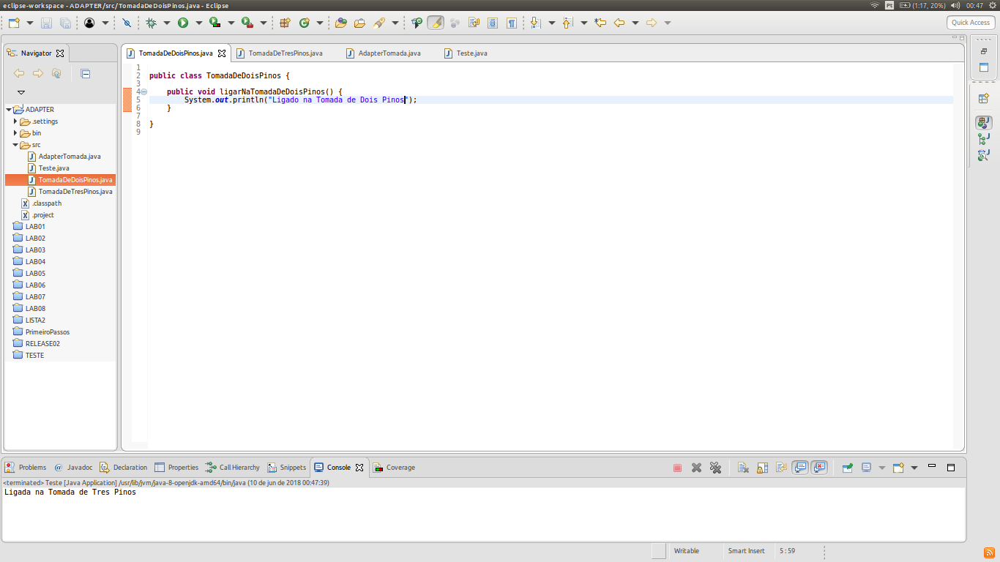 eclipse-workspace - ADAPTER/src/TomadaDeDoisPinos.java - Eclipse
Pt (1:17, 20%) 00:47
Quick Access
Navigator
TomadaDeDoisPinos.java TomadaDeTresPinos.java AdapterTomada.java Teste.java
ADAPTER
.settings
bin
src
AdapterTomada.java
Teste.java
TomadaDeDoisPinos.java
TomadaDeTresPinos.java
.classpath
.project
LAB01
LAB02
LAB03
LAB04
LAB05
LAB06
LAB07
LAB08
LISTA2
PrimeiroPassos
RELEASE02
TESTE
1
2 public class TomadaDeDoisPinos {
3
4 public void ligarNaTomadaDeDoisPinos() {
5 System.out.println("Ligado na Tomada de Dois Pinos");
6 }
7
8 }
9
Problems @ Javadoc Declaration Properties Call Hierarchy Snippets Console Coverage
<terminated> Teste [Java Application] /usr/lib/jvm/java-8-openjdk-amd64/bin/java (10 de jun de 2018 00:47:39)
Ligada na Tomada de Tres Pinos
Writable Smart Insert 5 : 59